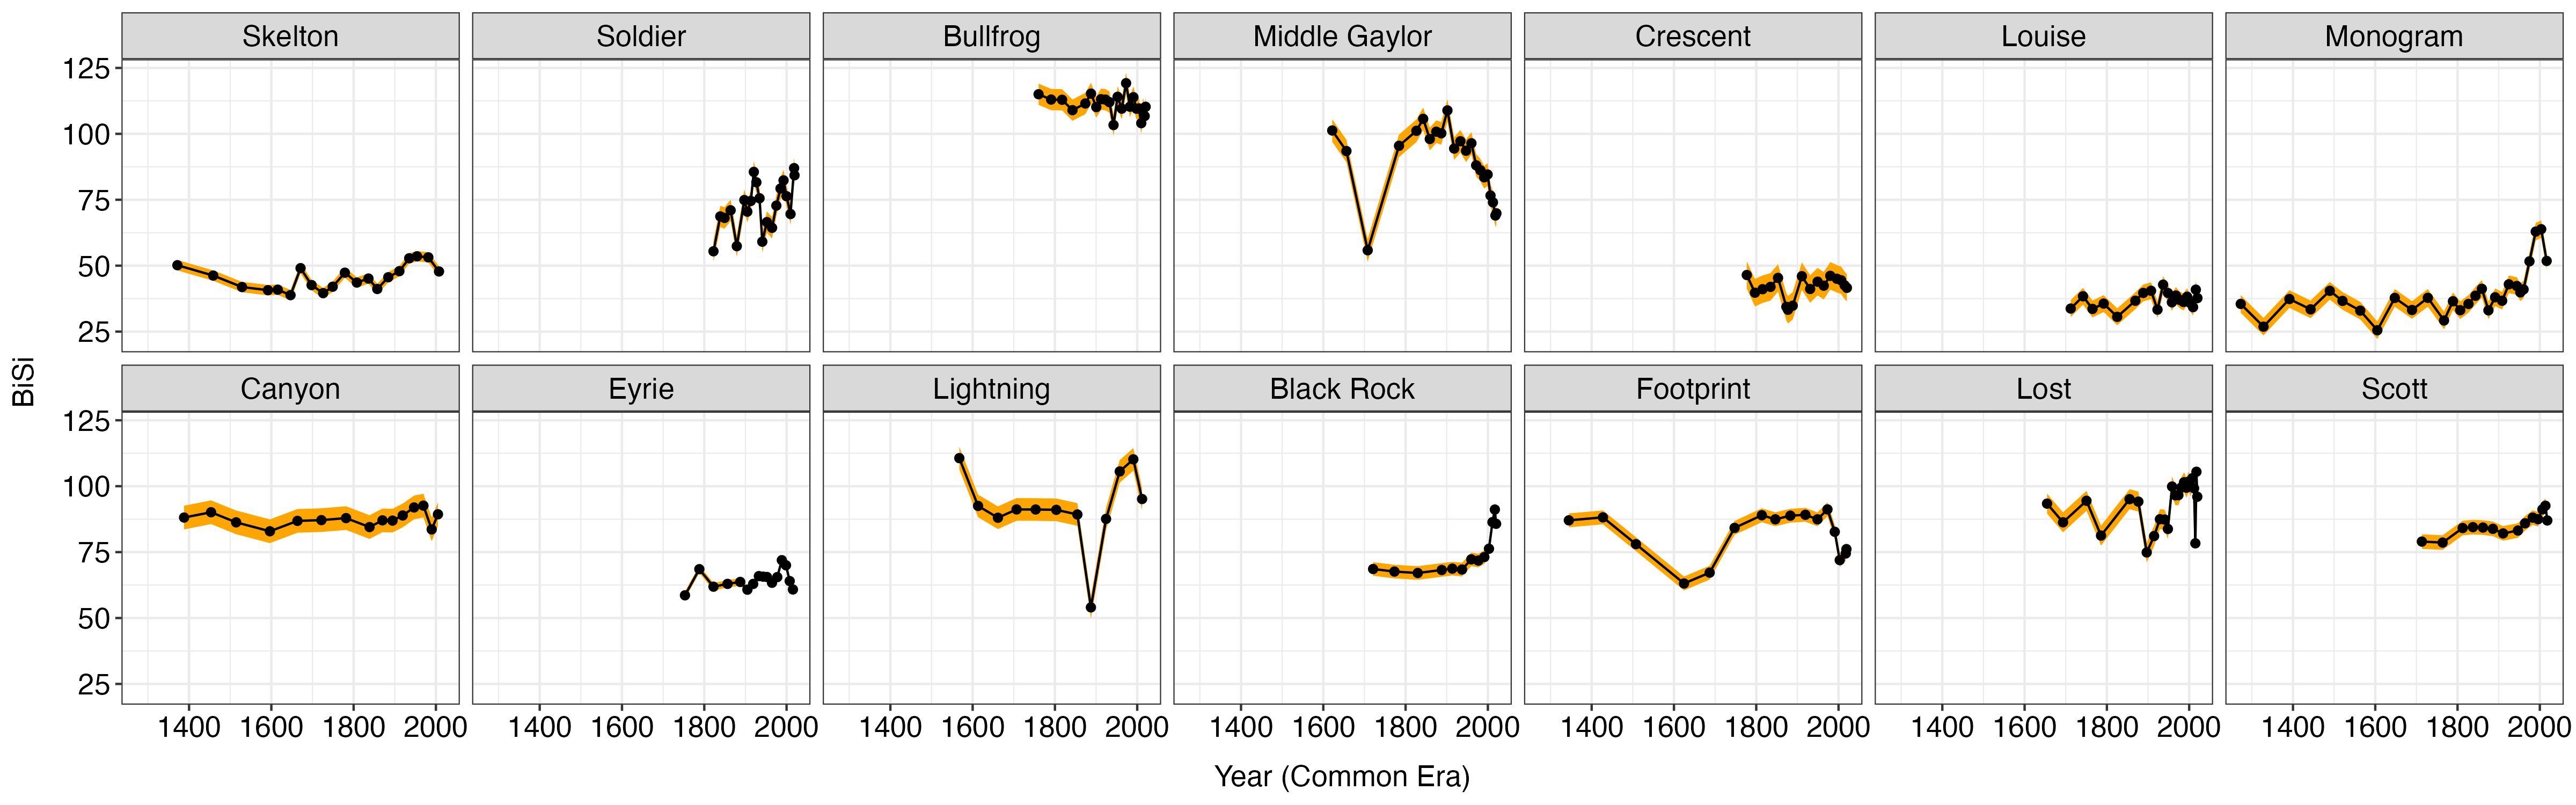 Skelton Soldier Bullfrog Middle Gaylor Crescent Louise Monogram
125
100
75
50
25
BiSi
Canyon Eyrie Lightning Black Rock Footprint Lost Scott
125
100
75
50
25
1400 1600 1800 2000 1400 1600 1800 2000 1400 1600 1800 2000 1400 1600 1800 2000 1400 1600 1800 2000 1400 1600 1800 2000 1400 1600 1800 2000
Year (Common Era)